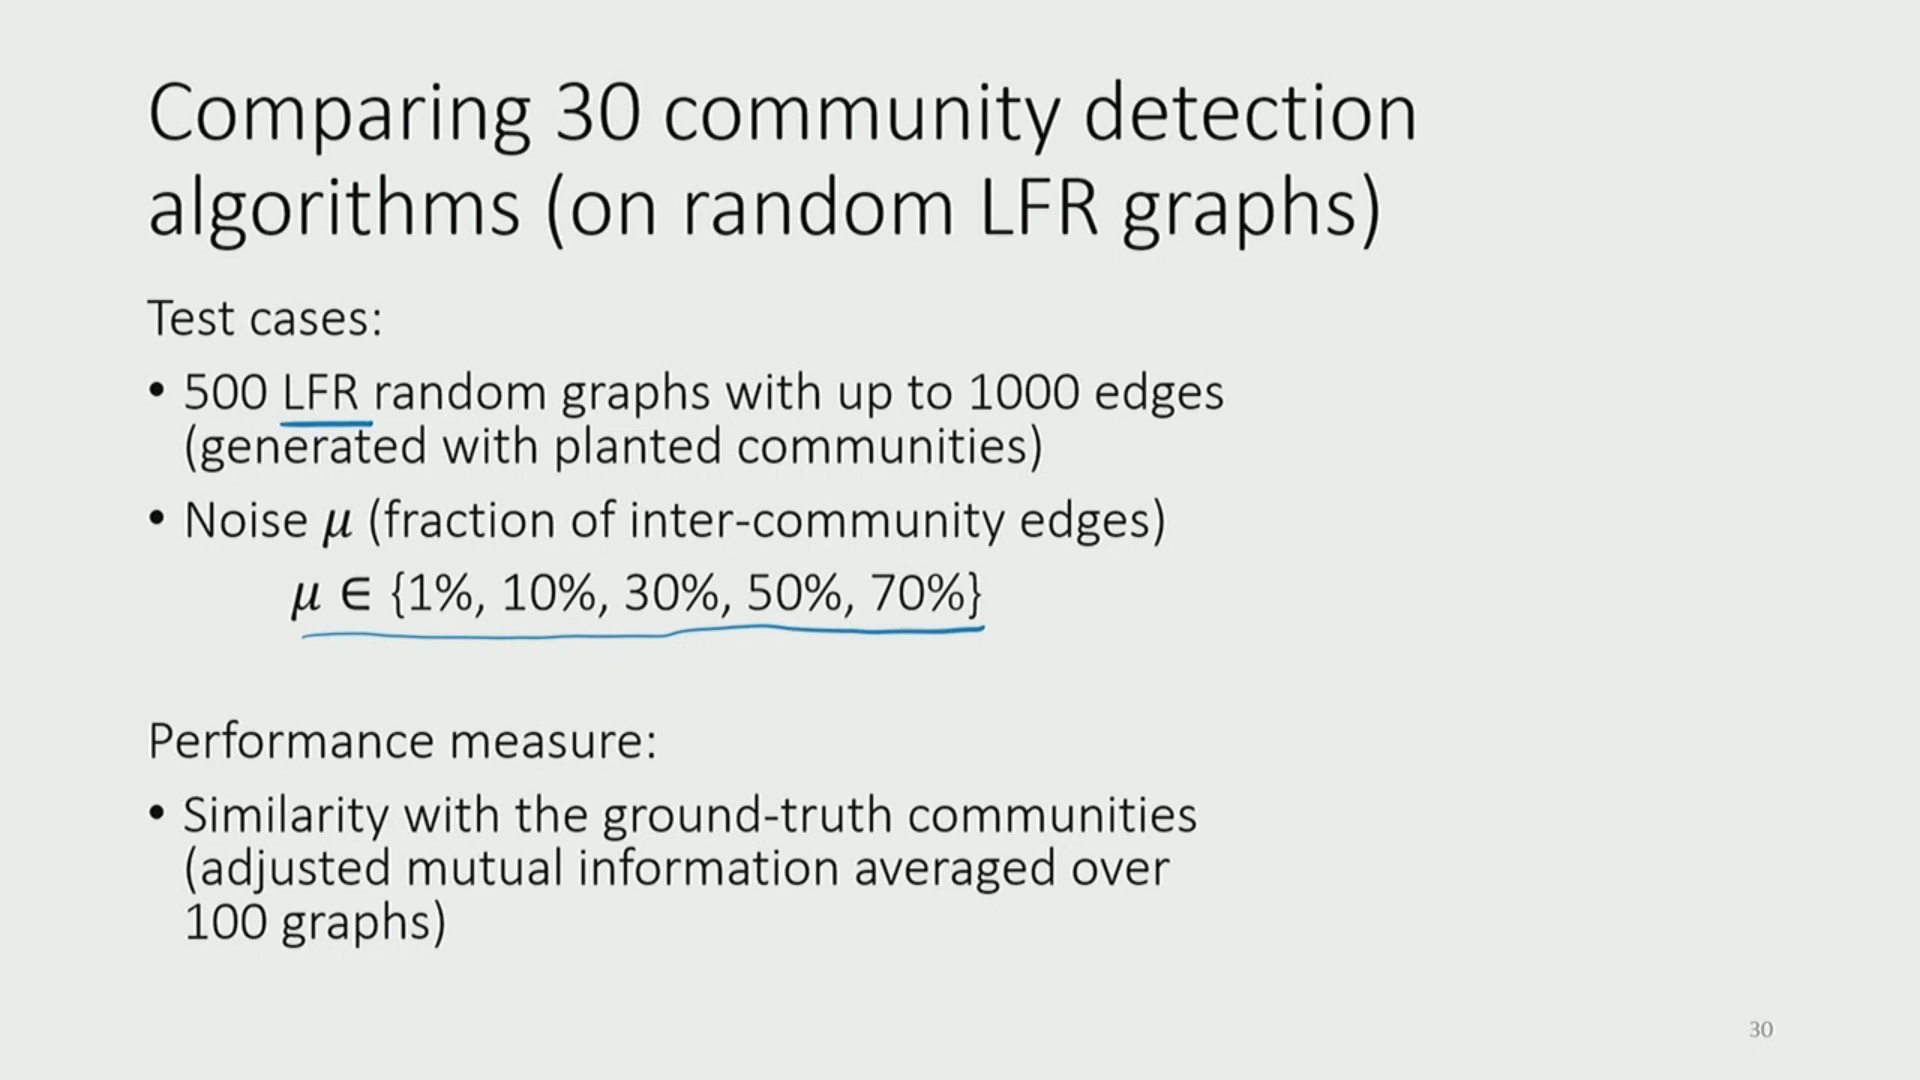 Comparing 30 community detection
algorithms (on random LFR graphs)
Test cases:
• 500 LFR random graphs with up to 1000 edges
(generated with planted communities)
• Noise μ (fraction of inter-community edges)
μ ∈ {1%, 10%, 30%, 50%, 70%}
Performance measure:
• Similarity with the ground-truth communities
(adjusted mutual information averaged over
100 graphs)
30